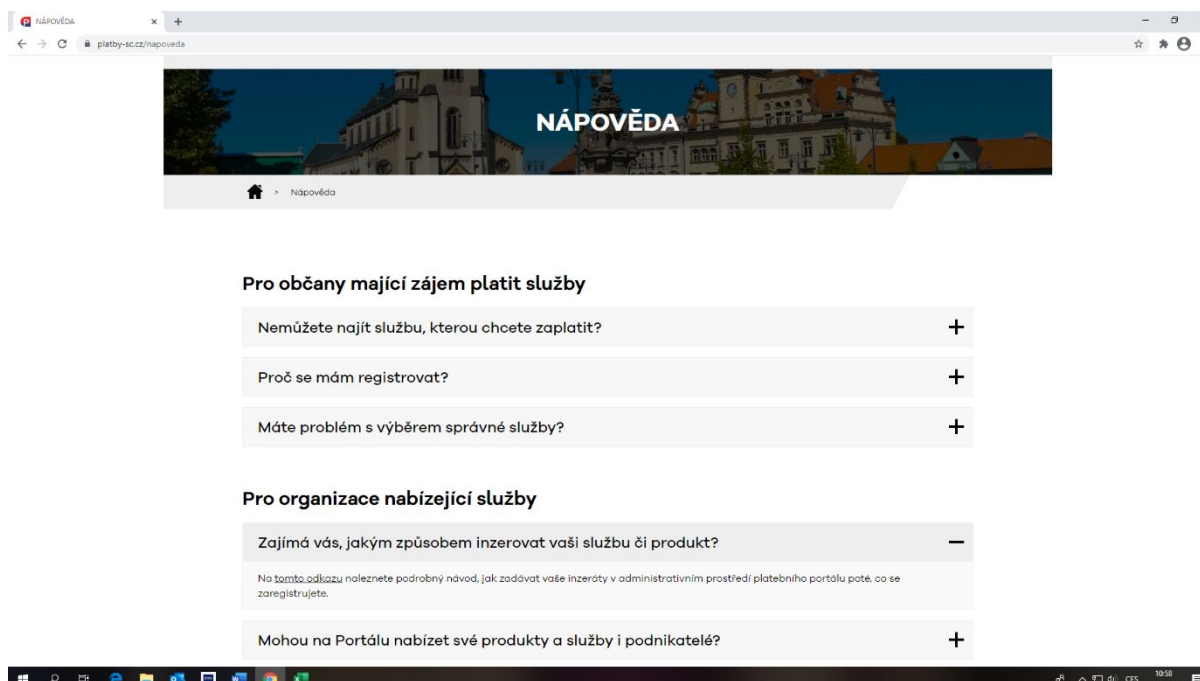 NÁPOVĚDA
platby-sc.cz/napoveda
NÁPOVĚDA
> Nápověda
Pro občany mající zájem platit služby
Nemůžete najít službu, kterou chcete zaplatit?
Proč se mám registrovat?
Máte problém s výběrem správné služby?
Pro organizace nabízející služby
Zajímá vás, jakým způsobem inzerovat vaši službu či produkt?
Na tomto odkazu naleznete podrobný návod, jak zadávat vaše inzeráty v administrativním prostředí platebního portálu poté, co se
zaregistrujete.
Mohou na Portálu nabízet své produkty a služby i podnikatelé?
CES 10:58